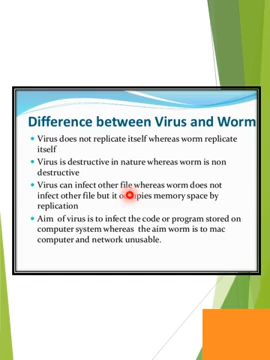 Difference between Virus and Worm
Virus does not replicate itself whereas worm replicate
itself
Virus is destructive in nature whereas worm is non
destructive
Virus can infect other file whereas worm does not
infect other file but it occupies memory space by
replication
Aim of virus is to infect the code or program stored on
computer system whereas the aim worm is to mac
computer and network unusable.